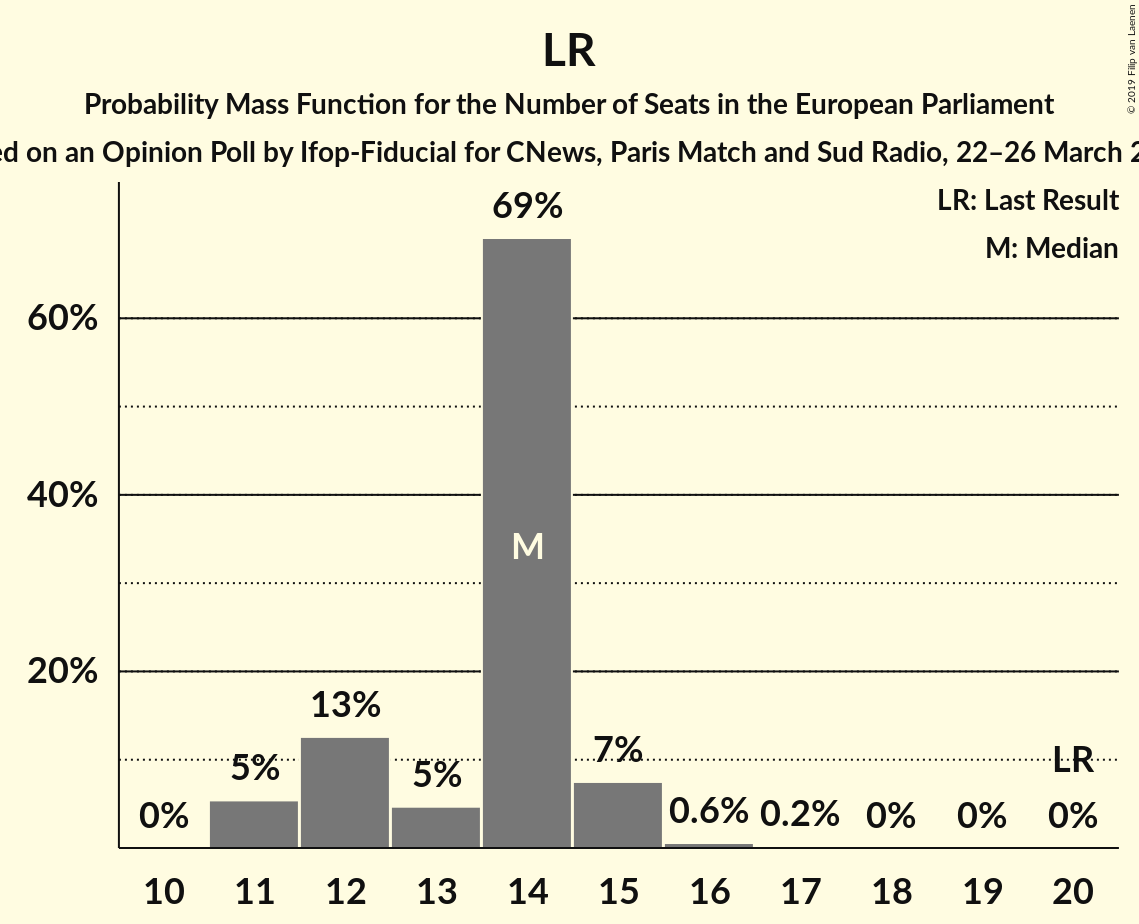 LR
Probability Mass Function for the Number of Seats in the European Parliament
ed on an Opinion Poll by Ifop-Fiducial for CNews, Paris Match and Sud Radio, 22–26 March 2
© 2019 Filip van Laenen
LR: Last Result
M: Median
69%
60%
40%
M
20%
13%
5%
5%
7%
LR
0%
0.6%
0.2%
0%
0%
0%
10 11 12 13 14 15 16 17 18 19 20